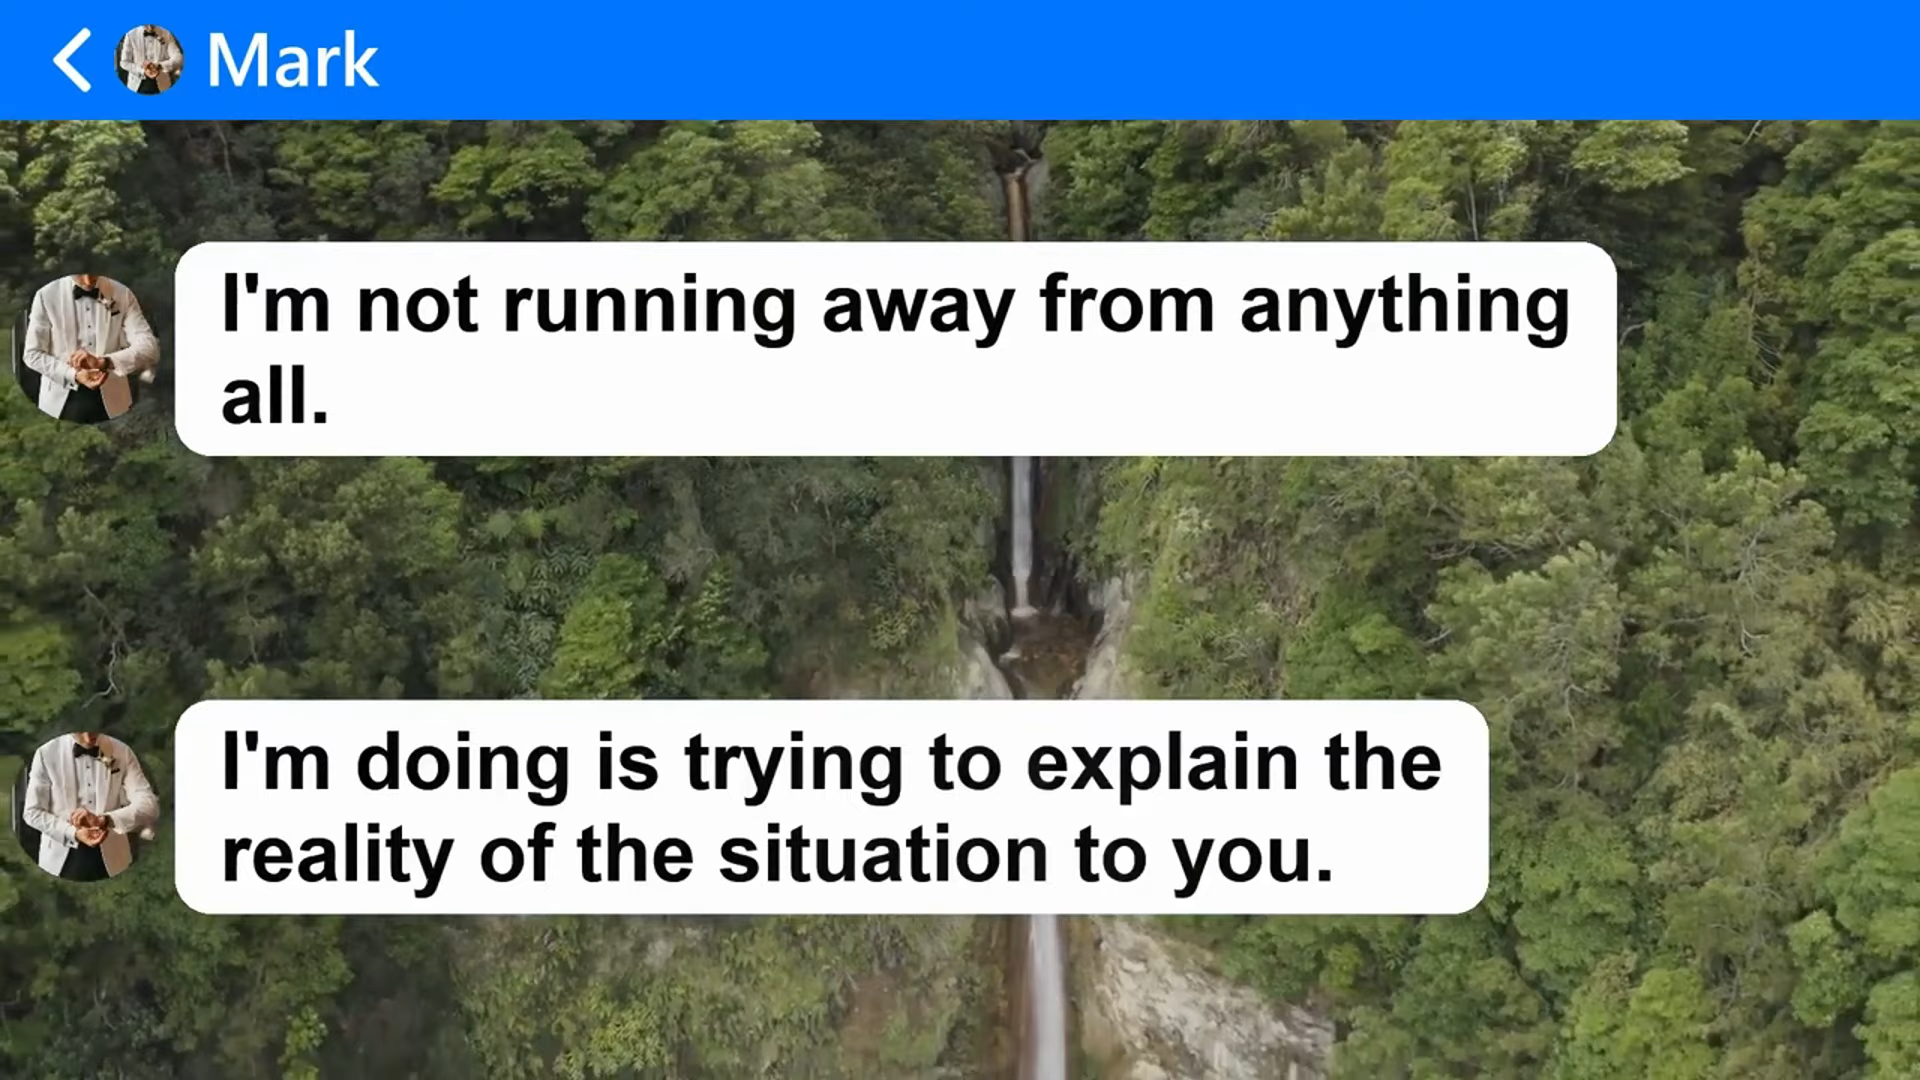 Mark
I'm not running away from anything
all.
I'm doing is trying to explain the
reality of the situation to you.